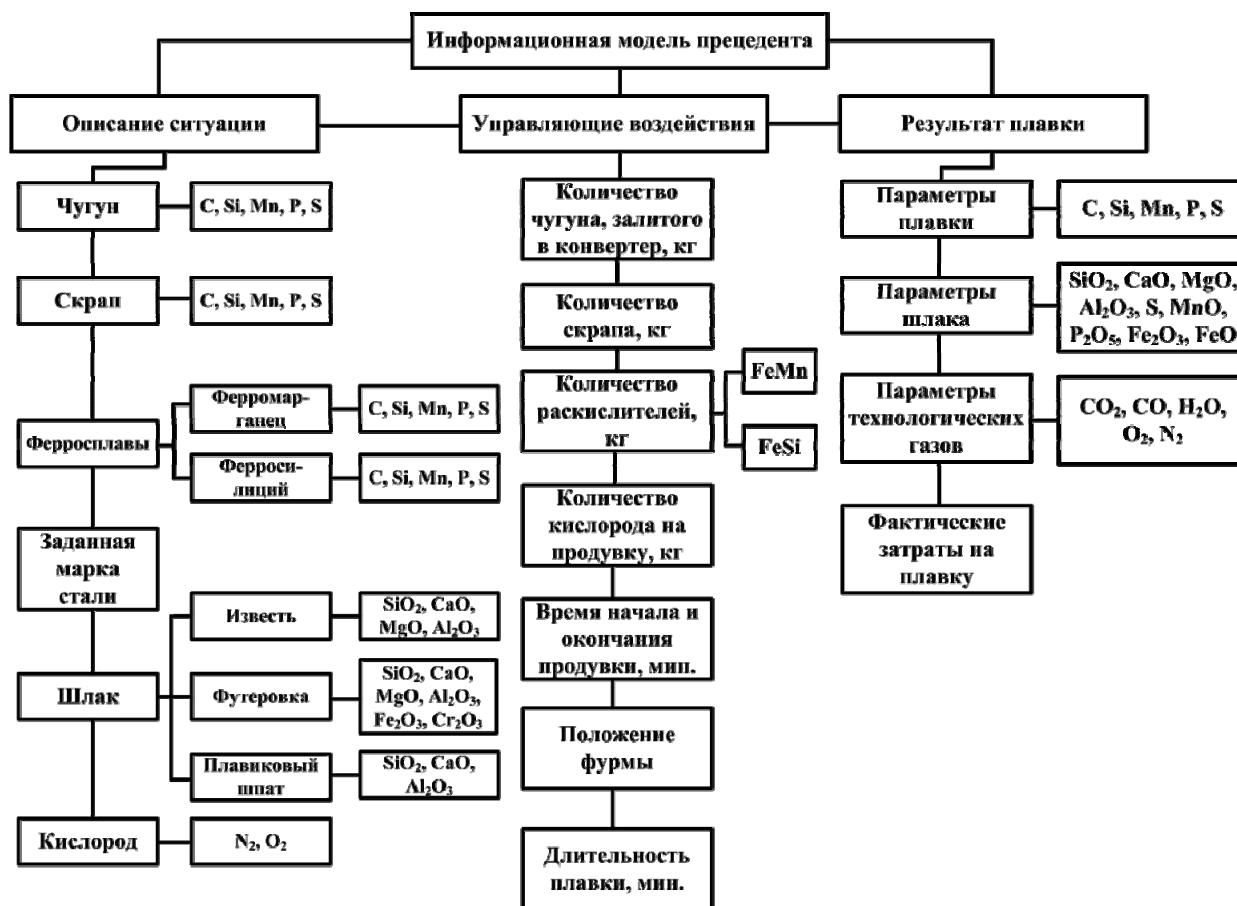 Информационная модель прецедента
Описание ситуации
Управляющие воздействия
Результат плавки
Чугун
C, Si, Mn, P, S
Скрап
C, Si, Mn, P, S
Ферросплавы
Ферромар-
ганец
C, Si, Mn, P, S
Ферроси-
лиций
C, Si, Mn, P, S
Заданная
марка
стали
Шлак
Известь
SiO₂, CaO,
MgO, Al₂O₃
Футеровка
SiO₂, CaO,
MgO, Al₂O₃,
Fe₂O₃, Cr₂O₃
Плавиковый
шпат
SiO₂, CaO,
Al₂O₃
Кислород
N₂, O₂
Количество
чугуна, залитого
в конвертер, кг
Количество
скрапа, кг
Количество
раскислителей,
кг
FeMn
FeSi
Количество
кислорода на
продувку, кг
Время начала и
окончания
продувки, мин.
Положение
фурмы
Длительность
плавки, мин.
Параметры
плавки
C, Si, Mn, P, S
Параметры
шлака
SiO₂, CaO, MgO,
Al₂O₃, S, MnO,
P₂O₅, Fe₂O₃, FeO
Параметры
технологических
газов
CO₂, CO, H₂O,
O₂, N₂
Фактические
затраты на
плавку